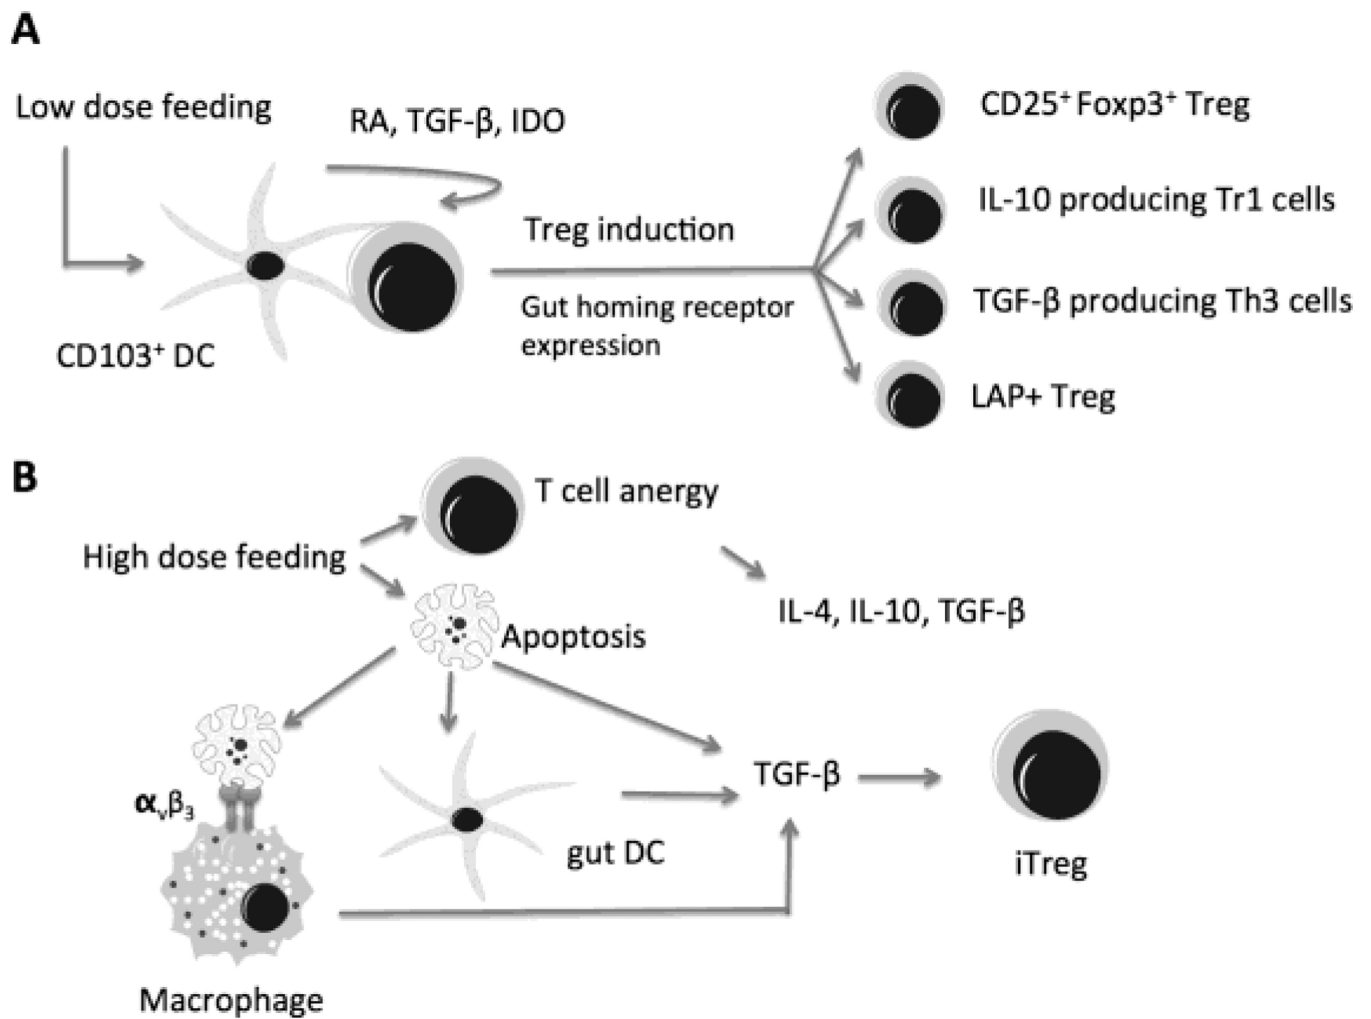 A
Low dose feeding
RA, TGF-β, IDO
CD103⁺ DC
Treg induction
Gut homing receptor
expression
CD25⁺ Foxp3⁺ Treg
IL-10 producing Tr1 cells
TGF-β producing Th3 cells
LAP+ Treg
B
High dose feeding
T cell anergy
IL-4, IL-10, TGF-β
Apoptosis
αᵥβ₃
Macrophage
gut DC
TGF-β
iTreg